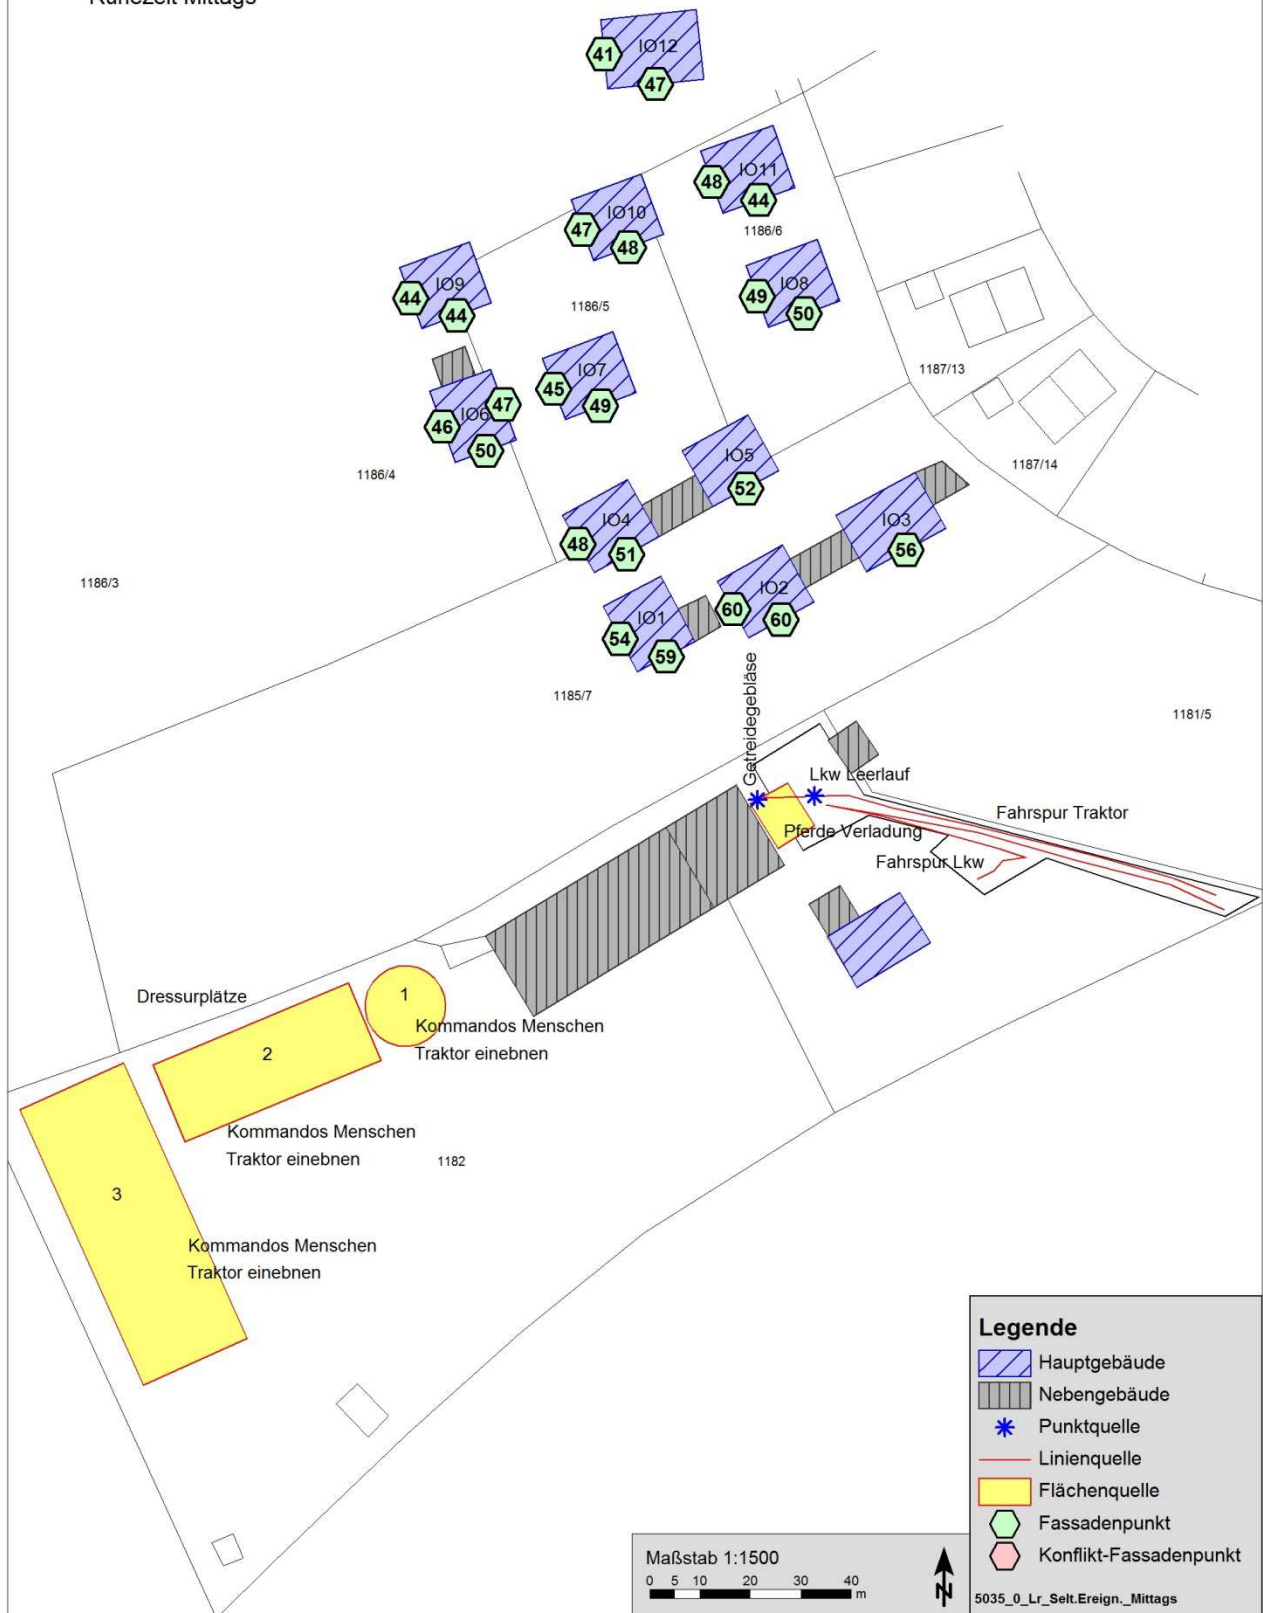 Ruhezeit Mittags
IO12
41
47
IO11
48
44
1186/6
IO10
47
48
IO9
44
44
1186/5
IO8
49
50
IO7
45
49
1187/13
IO6
47
46
50
1186/4
IO5
52
1187/14
IO4
48
51
IO3
56
1186/3
IO2
60
60
IO1
54
59
1185/7
1181/5
Getreidegebläse
Lkw Leerlauf
Fahrspur Traktor
Pferde Verladung
Fahrspur Lkw
Dressurplätze
1
Kommandos Menschen
Traktor einebnen
2
Kommandos Menschen
Traktor einebnen
1182
3
Kommandos Menschen
Traktor einebnen
Legende
Hauptgebäude
Nebengebäude
Punktquelle
Linienquelle
Flächenquelle
Fassadenpunkt
Konflikt-Fassadenpunkt
5035_0_Lr_Selt.Ereign._Mittags
Maßstab 1:1500
0 5 10 20 30 40
m
N